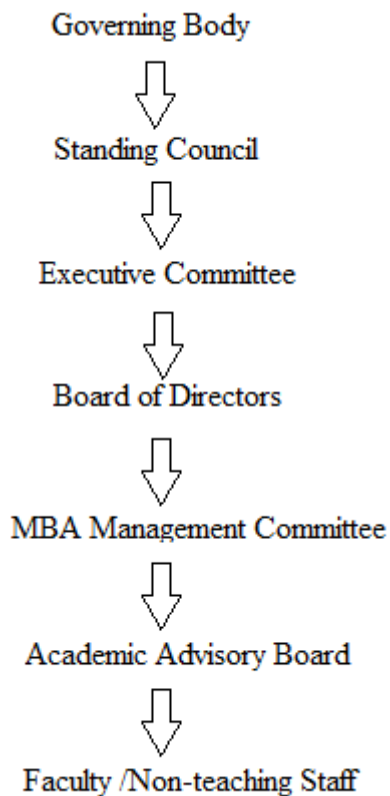 Governing Body
Standing Council
Executive Committee
Board of Directors
MBA Management Committee
Academic Advisory Board
Faculty /Non-teaching Staff